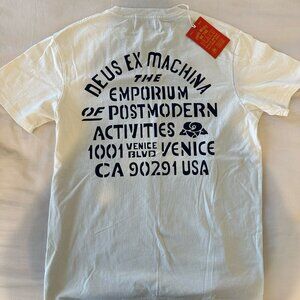 DEUS EX MACHINA
THE
EMPORIUM
OF POSTMODERN
ACTIVITIES
1001 VENICE BLVD VENICE
CA 90291 USA